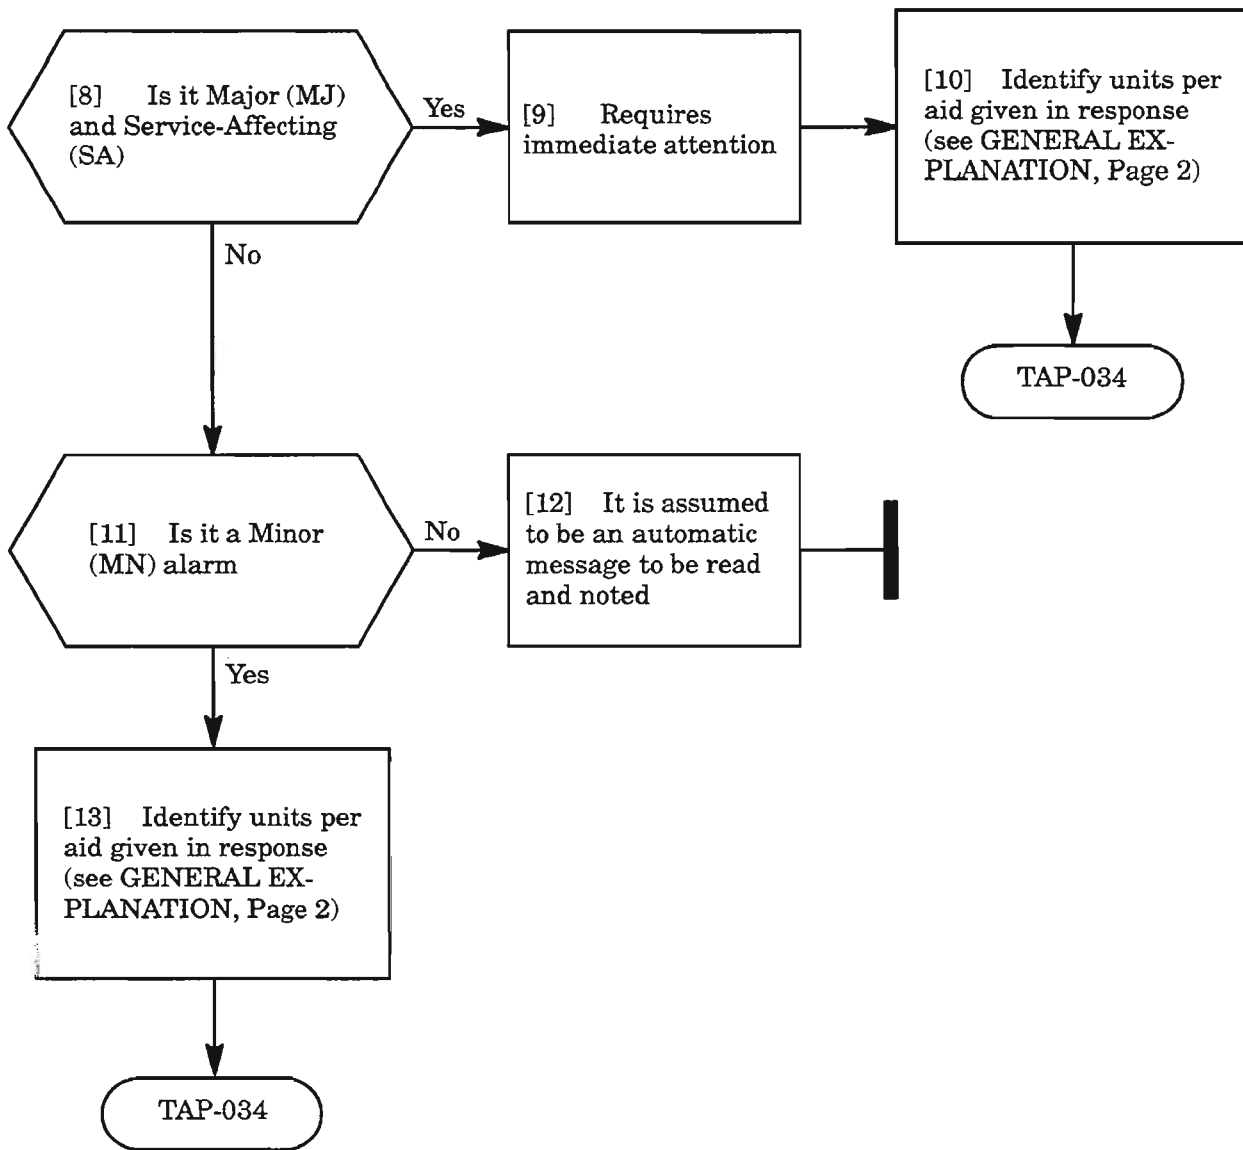 [8] Is it Major (MJ)
and Service-Affecting
(SA)
Yes
[9] Requires
immediate attention
[10] Identify units per
aid given in response
(see GENERAL EX-
PLANATION, Page 2)
No
TAP-034
[11] Is it a Minor
(MN) alarm
No
[12] It is assumed
to be an automatic
message to be read
and noted
Yes
[13] Identify units per
aid given in response
(see GENERAL EX-
PLANATION, Page 2)
TAP-034